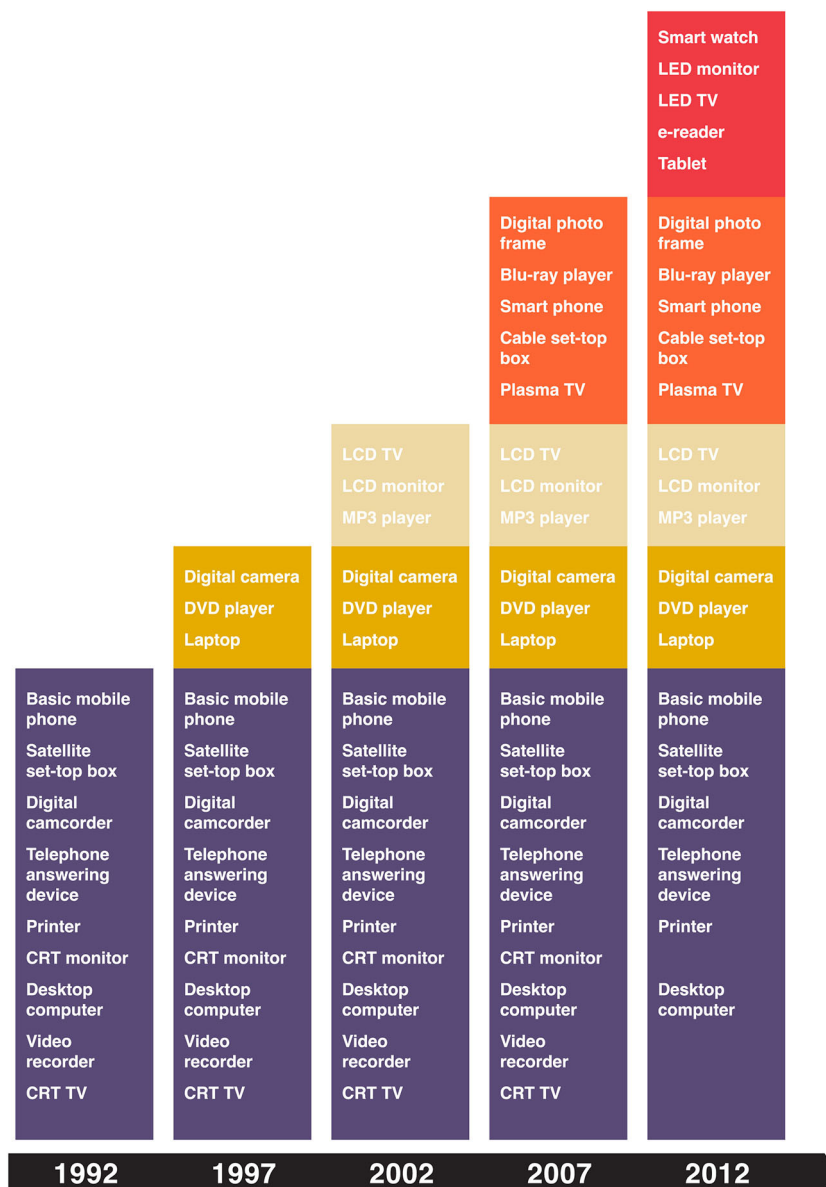 Basic mobile
phone
Satellite
set-top box
Digital
camcorder
Telephone
answering
device
Printer
CRT monitor
Desktop
computer
Video
recorder
CRT TV
1992
Digital camera
DVD player
Laptop
Basic mobile
phone
Satellite
set-top box
Digital
camcorder
Telephone
answering
device
Printer
CRT monitor
Desktop
computer
Video
recorder
CRT TV
1997
LCD TV
LCD monitor
MP3 player
Digital camera
DVD player
Laptop
Basic mobile
phone
Satellite
set-top box
Digital
camcorder
Telephone
answering
device
Printer
CRT monitor
Desktop
computer
Video
recorder
CRT TV
2002
Digital photo
frame
Blu-ray player
Smart phone
Cable set-top
box
Plasma TV
LCD TV
LCD monitor
MP3 player
Digital camera
DVD player
Laptop
Basic mobile
phone
Satellite
set-top box
Digital
camcorder
Telephone
answering
device
Printer
CRT monitor
Desktop
computer
Video
recorder
CRT TV
2007
Smart watch
LED monitor
LED TV
e-reader
Tablet
Digital photo
frame
Blu-ray player
Smart phone
Cable set-top
box
Plasma TV
LCD TV
LCD monitor
MP3 player
Digital camera
DVD player
Laptop
Basic mobile
phone
Satellite
set-top box
Digital
camcorder
Telephone
answering
device
Printer
Desktop
computer
2012